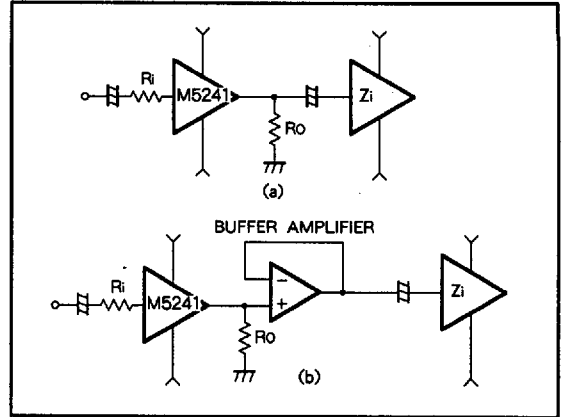 Ri
M5241
Zi
Ro
(a)
BUFFER AMPLIFIER
Ri
M5241
−
+
Zi
Ro
(b)